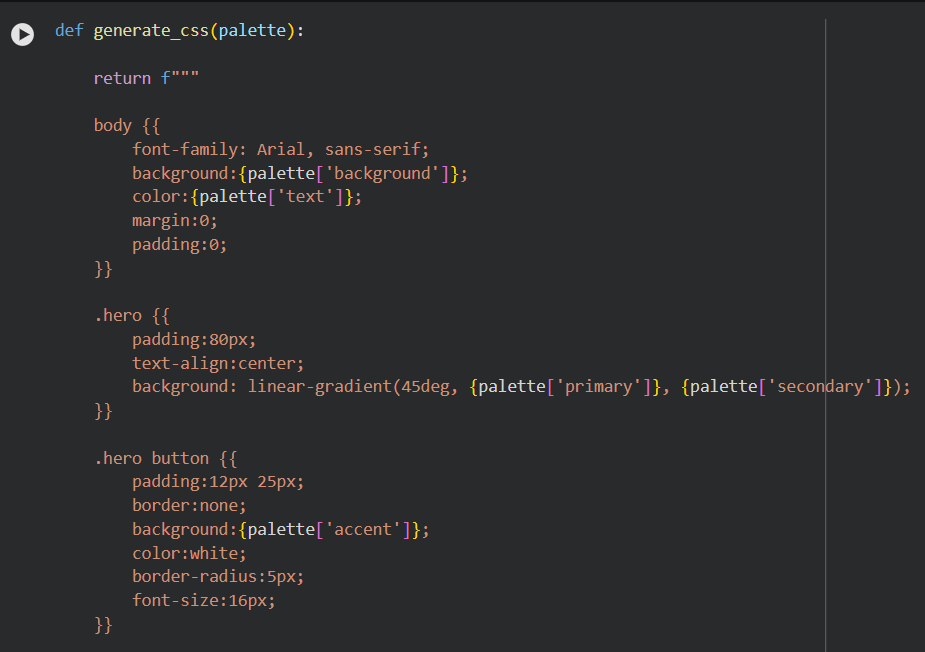 def generate_css(palette):
return f"""
body {{
font-family: Arial, sans-serif;
background:{palette['background']};
color:{palette['text']};
margin:0;
padding:0;
}}
.hero {{
padding:80px;
text-align:center;
background: linear-gradient(45deg, {palette['primary']}, {palette['secondary']});
}}
.hero button {{
padding:12px 25px;
border:none;
background:{palette['accent']};
color:white;
border-radius:5px;
font-size:16px;
}}